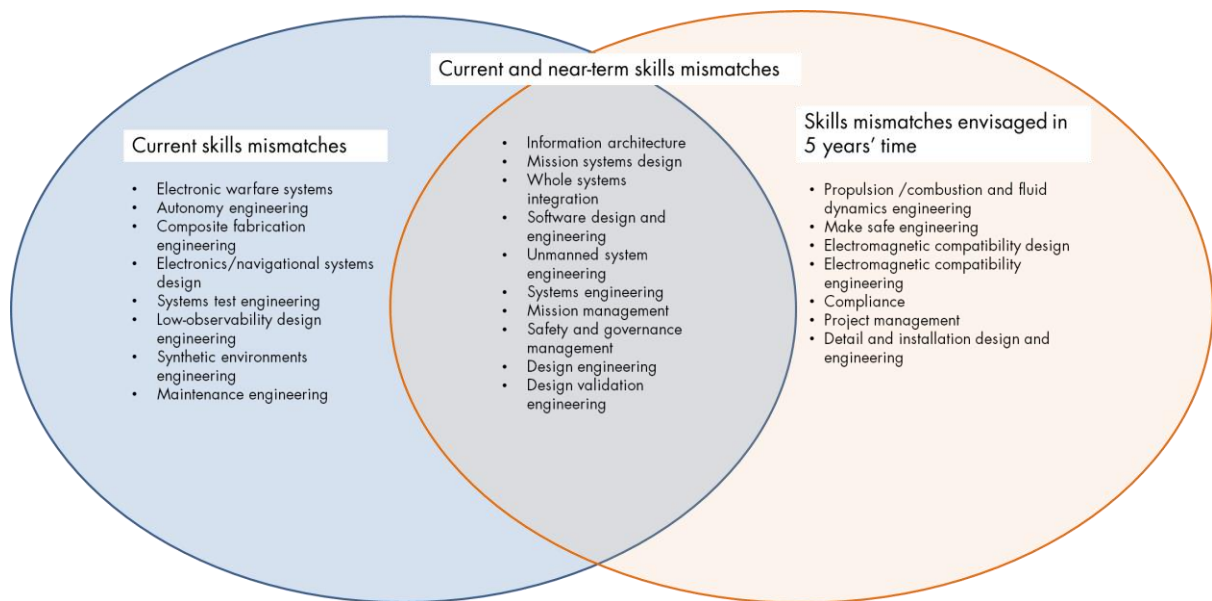 Current and near-term skills mismatches
Current skills mismatches
• Electronic warfare systems
• Autonomy engineering
• Composite fabrication
engineering
• Electronics/navigational systems
design
• Systems test engineering
• Low-observability design
engineering
• Synthetic environments
engineering
• Maintenance engineering
• Information architecture
• Mission systems design
• Whole systems
integration
• Software design and
engineering
• Unmanned system
engineering
• Systems engineering
• Mission management
• Safety and governance
management
• Design engineering
• Design validation
engineering
Skills mismatches envisaged in
5 years’ time
• Propulsion /combustion and fluid
dynamics engineering
• Make safe engineering
• Electromagnetic compatibility design
• Electromagnetic compatibility
engineering
• Compliance
• Project management
• Detail and installation design and
engineering